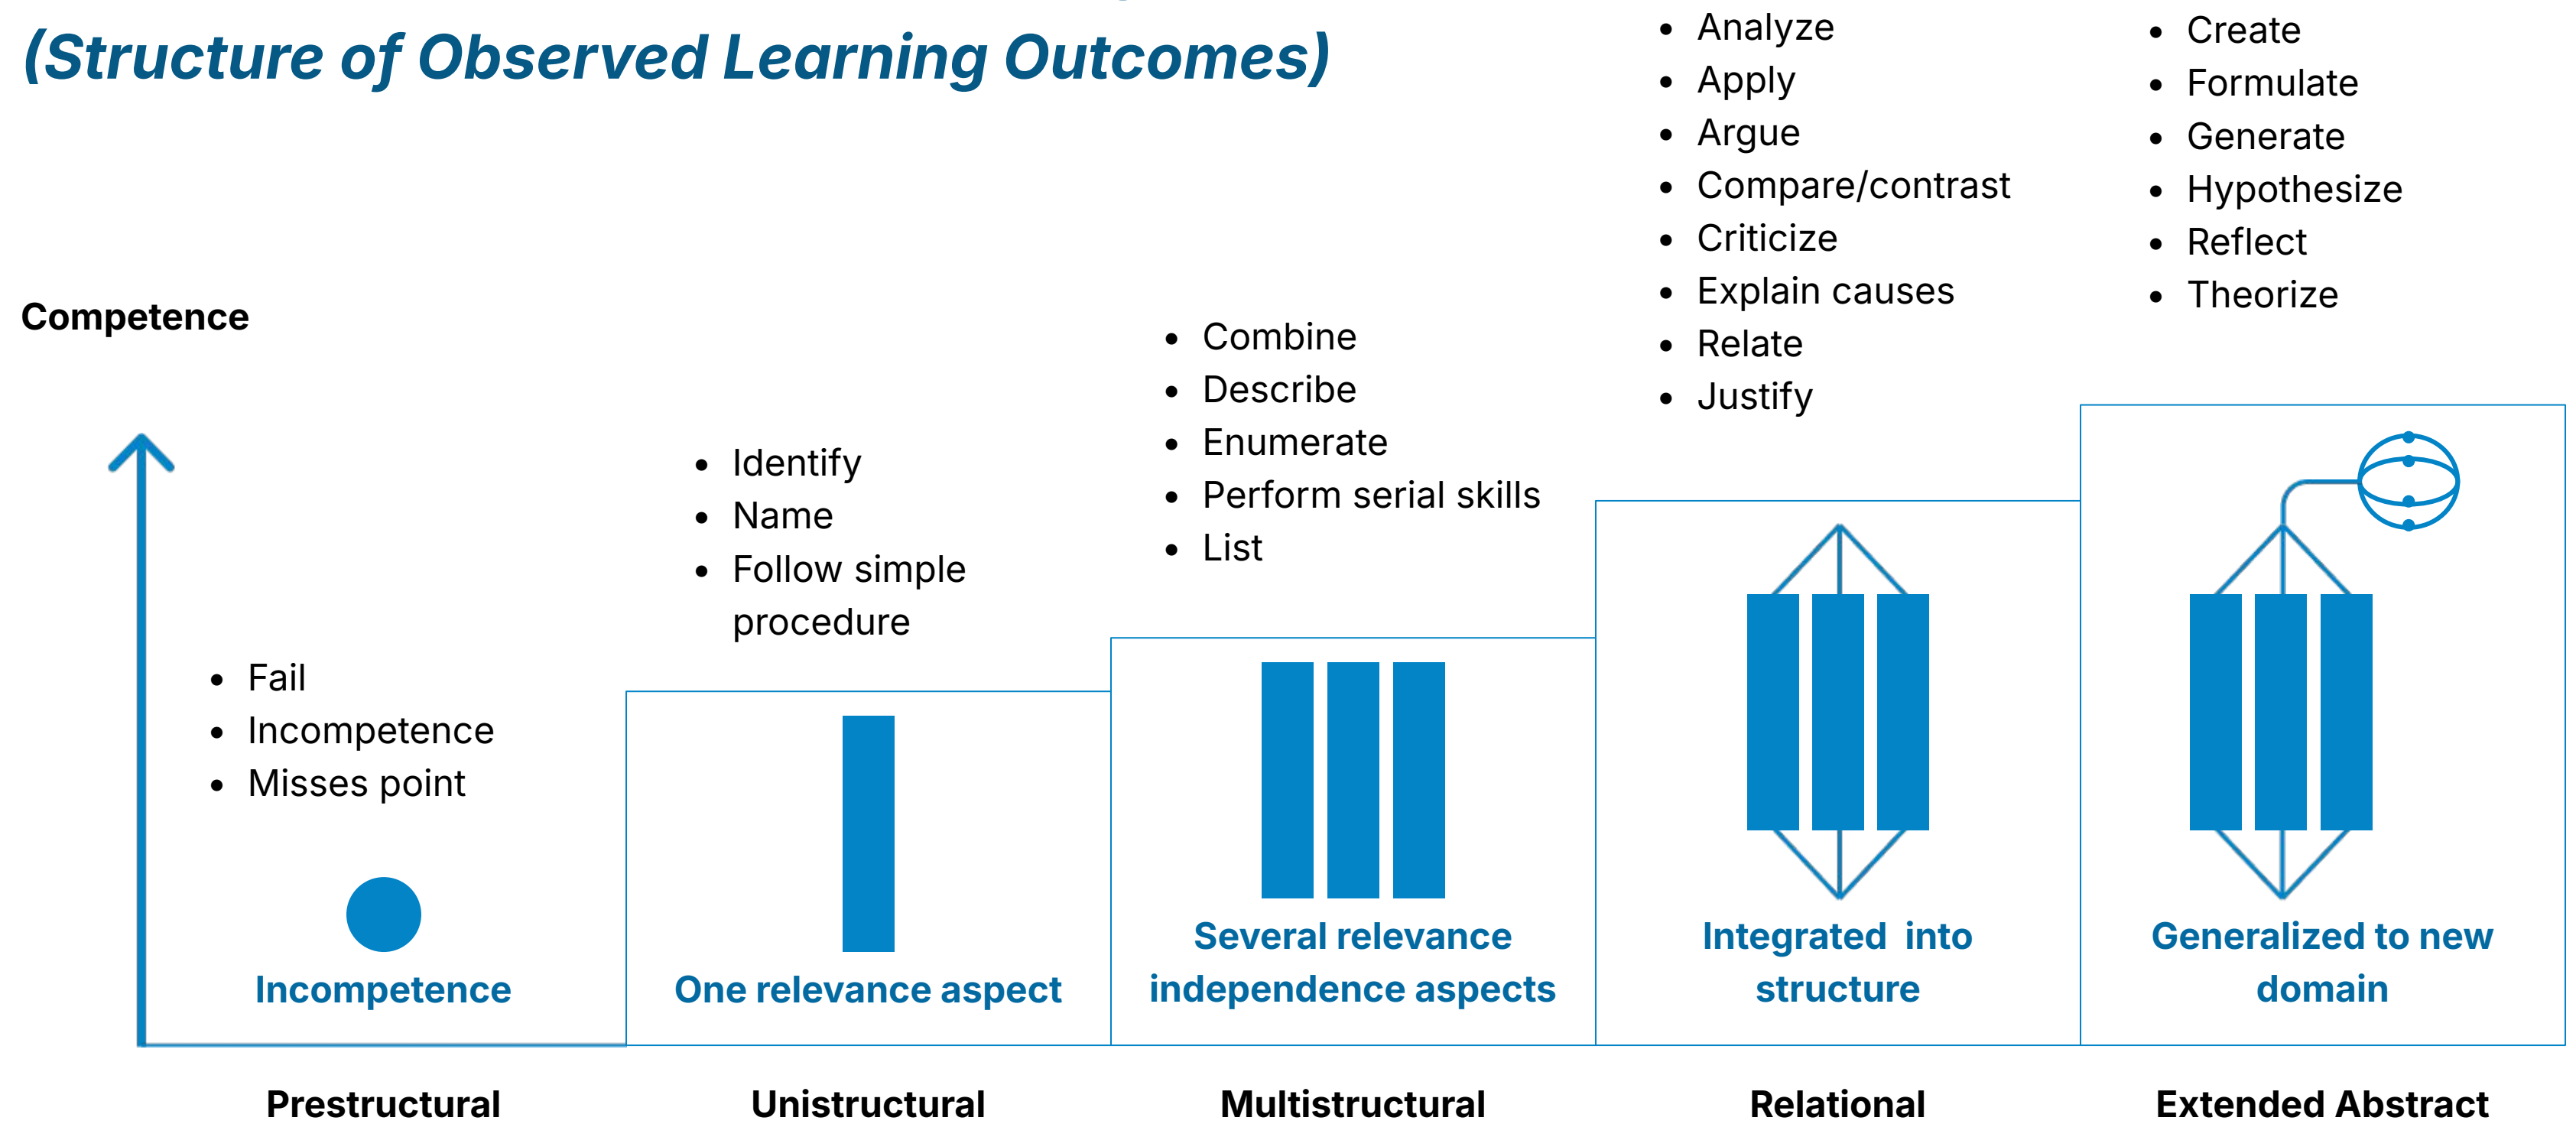 (Structure of Observed Learning Outcomes)
Competence
Fail
Incompetence
Misses point
Incompetence
Prestructural
Identify
Name
Follow simple
procedure
One relevance aspect
Unistructural
Combine
Describe
Enumerate
Perform serial skills
List
Several relevance
independence aspects
Multistructural
Analyze
Apply
Argue
Compare/contrast
Criticize
Explain causes
Relate
Justify
Integrated into
structure
Relational
Create
Formulate
Generate
Hypothesize
Reflect
Theorize
Generalized to new
domain
Extended Abstract